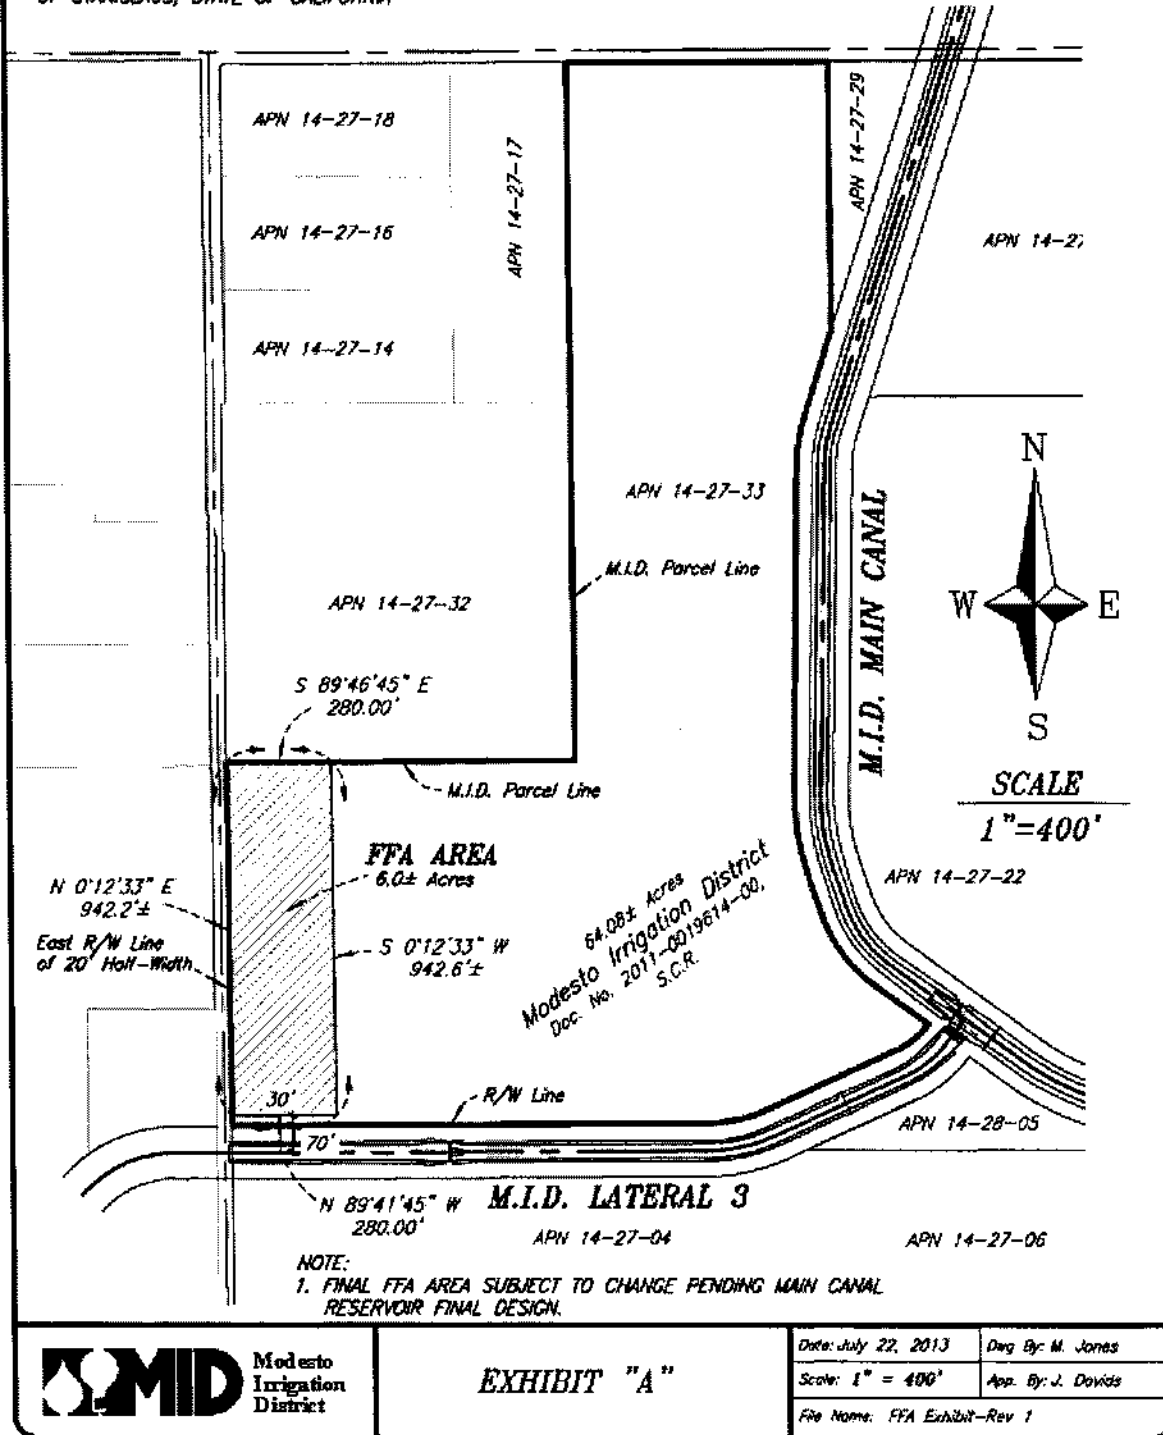 APN 14-27-18
APN 14-27-17
APN 14-27-29
APN 14-27-16
APN 14-27
APN 14-27-14
N
APN 14-27-33
M.I.D. Parcel Line
M.I.D. MAIN CANAL
W
E
APN 14-27-32
S 89°46'45" E
280.00'
S
SCALE
1"=400'
M.I.D. Parcel Line
FFA AREA
6.0± Acres
APN 14-27-22
N 0°12'33" E
942.2'±
East R/W Line
of 20' Half-Width
S 0°12'33" W
942.6'±
64.08± Acres
Modesto Irrigation District
Doc. No. 2011-0019614-00,
S.C.R.
30'
R/W Line
70'
APN 14-28-05
N 89°41'45" W
280.00'
M.I.D. LATERAL 3
APN 14-27-04
APN 14-27-06
NOTE:
1. FINAL FFA AREA SUBJECT TO CHANGE PENDING MAIN CANAL
RESERVOIR FINAL DESIGN.
MID
Modesto
Irrigation
District
EXHIBIT "A"
Date: July 22, 2013
Dwg By: M. Jones
Scale: 1" = 400'
App. By: J. Davids
File Name: FFA Exhibit-Rev 1